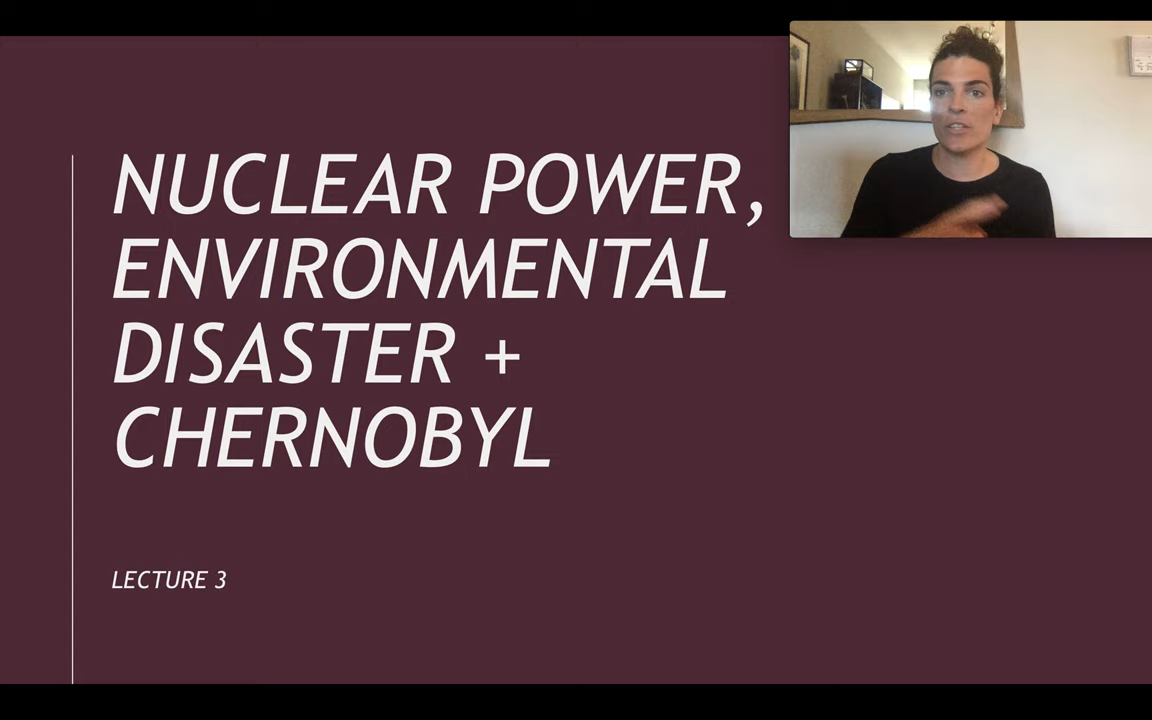 NUCLEAR POWER,
ENVIRONMENTAL
DISASTER +
CHERNOBYL
LECTURE 3